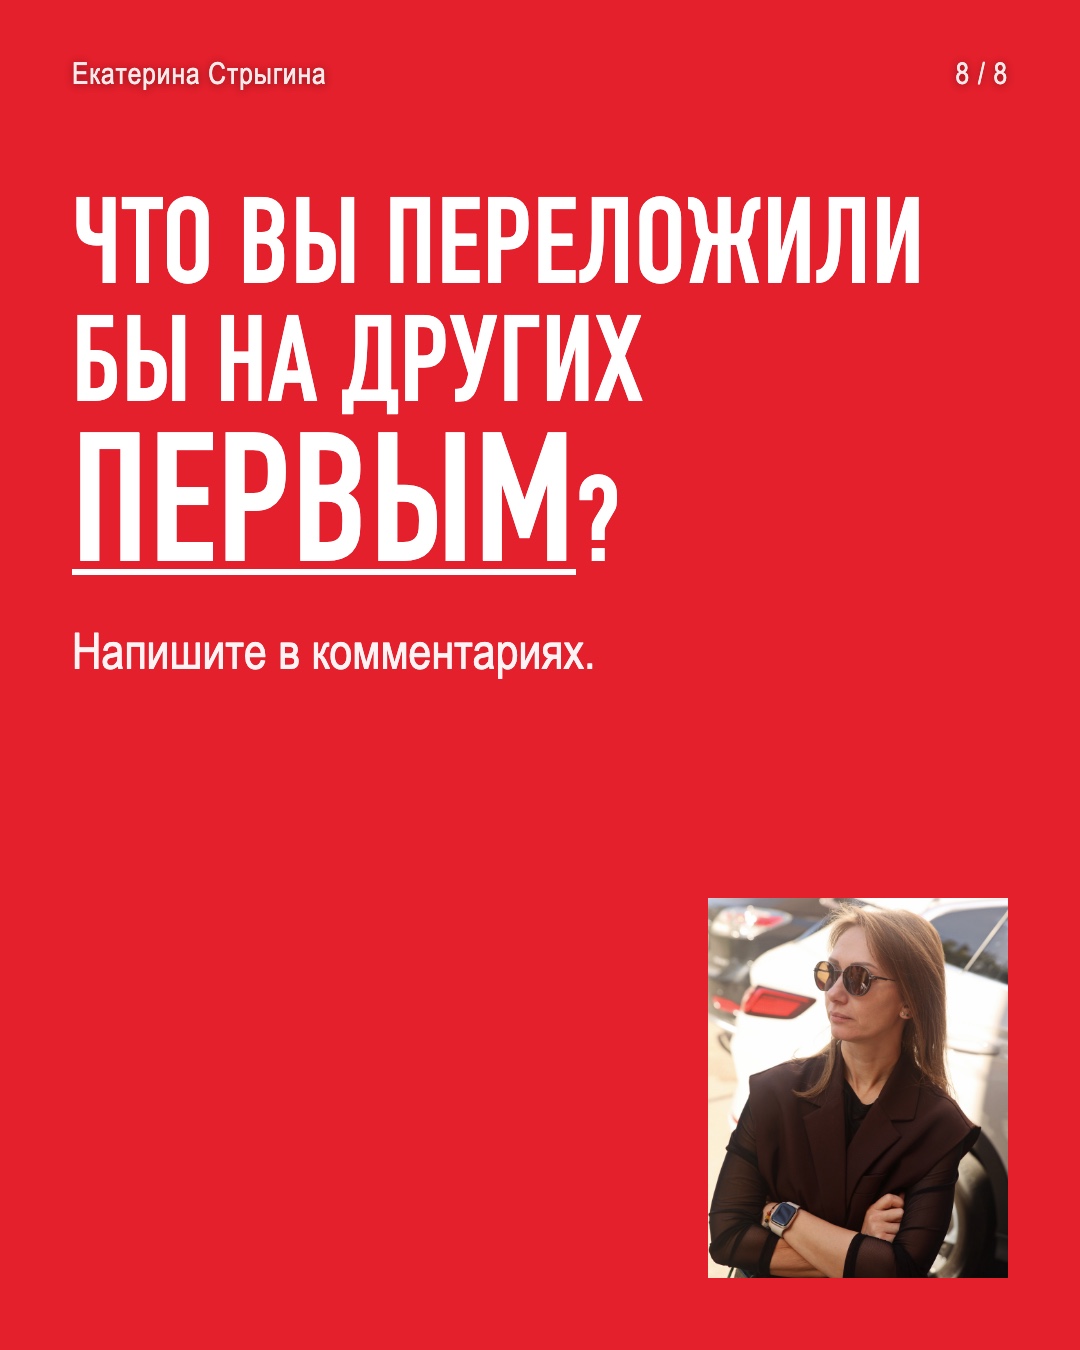 Екатерина Стрыгина
8 / 8
ЧТО ВЫ ПЕРЕЛОЖИЛИ
БЫ НА ДРУГИХ
ПЕРВЫМ?
Напишите в комментариях.